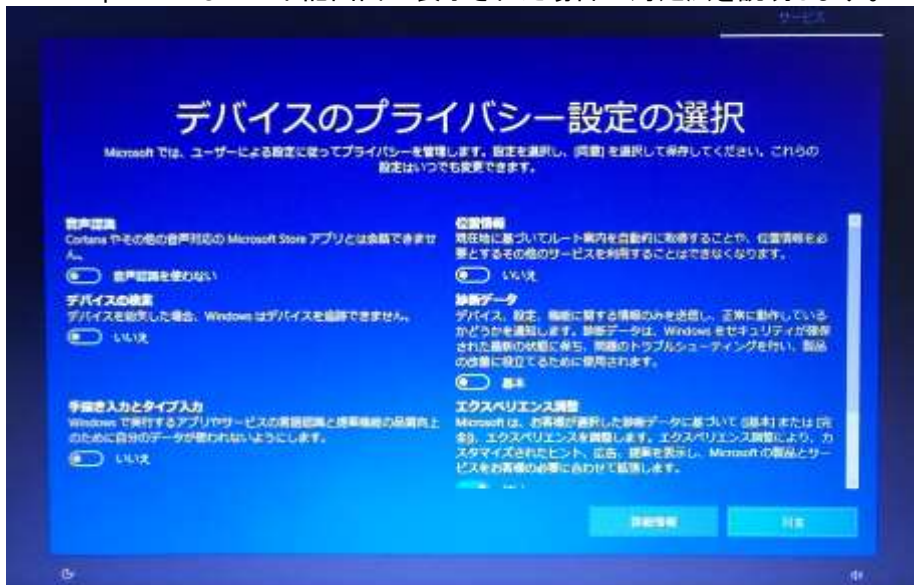 サービス
デバイスのプライバシー設定の選択
Microsoft では、ユーザーによる設定に従ってプライバシーを管理します。設定を選択し、[同意] を選択して保存してください。これらの
設定はいつでも変更できます。
音声認識
Cortana やその他の音声対応の Microsoft Store アプリとは会話できませ
ん。
音声認識を使わない
デバイスの検索
デバイスを紛失した場合、Windows はデバイスを追跡できません。
いいえ
手書き入力とタイプ入力
Windows で実行するアプリやサービスの言語認識と提案機能の品質向上
のために自分のデータが使われないようにします。
いいえ
位置情報
現在地に基づいてルート案内を自動的に取得することや、位置情報を必
要とするその他のサービスを利用することはできなくなります。
いいえ
診断データ
デバイス、設定、機能に関する情報のみを送信し、正常に動作している
かどうかを通知します。診断データは、Windows をセキュリティが確保
された最新の状態に保ち、問題のトラブルシューティングを行い、製品
の改善に役立てるために使用されます。
基本
エクスペリエンス調整
Microsoft は、お客様が選択した診断データに基づいて ([基本] または [完
全])、エクスペリエンスを調整します。エクスペリエンス調整により、カ
スタマイズされたヒント、広告、提案を表示し、Microsoft の製品とサー
ビスをお客様の必要に合わせて拡張します。
詳細情報
同意